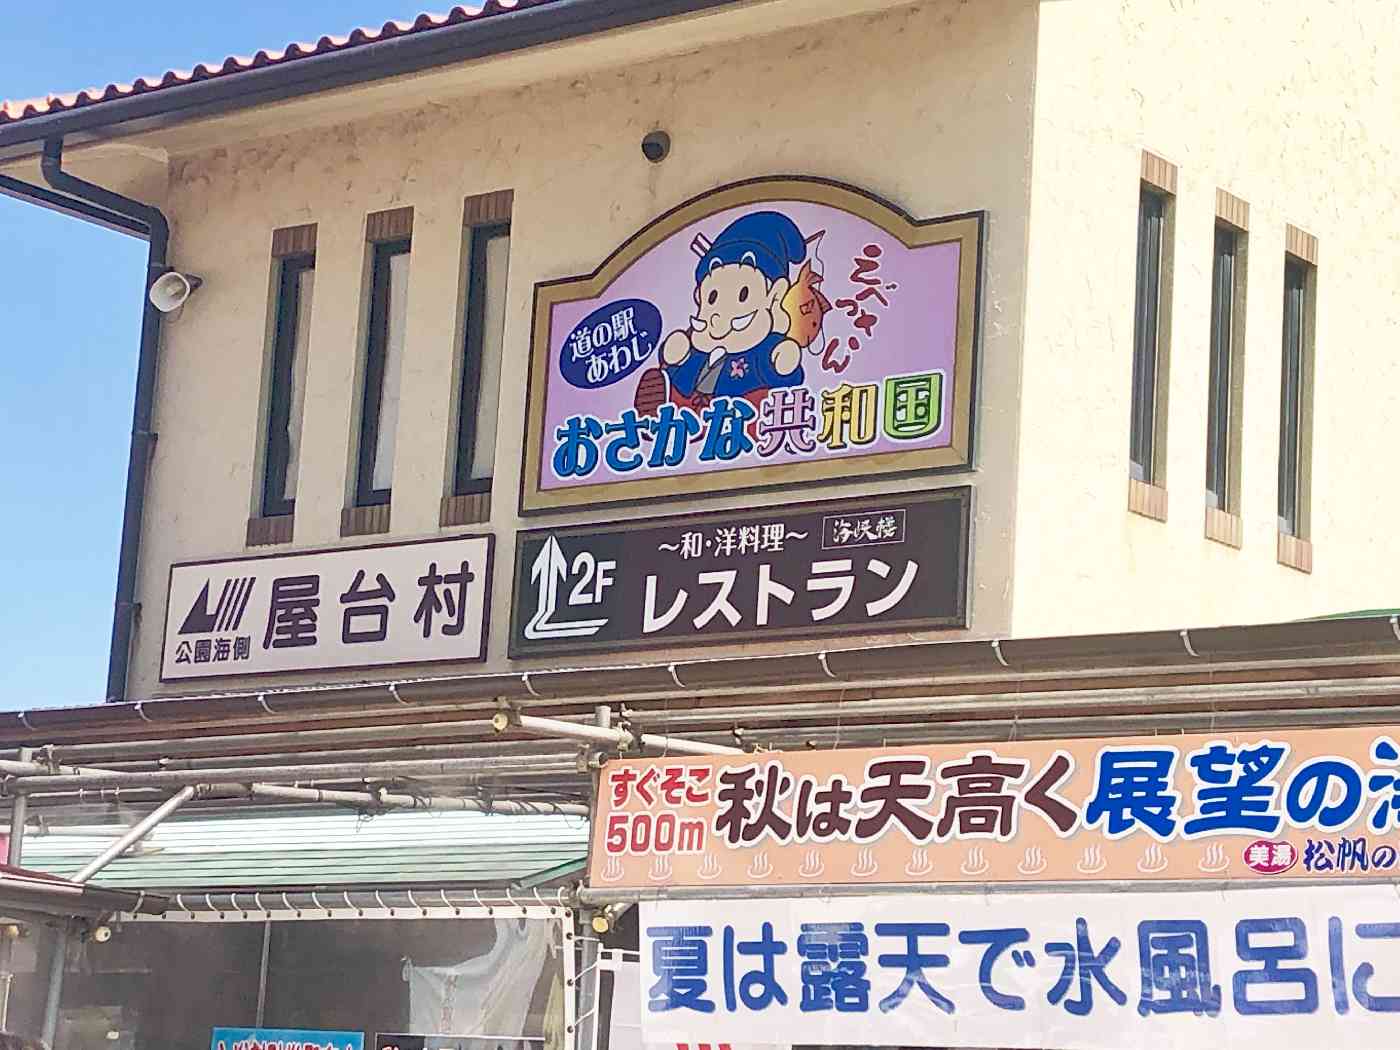 えべっさん
道の駅
あわじ
おさかな共和国
〜和・洋料理〜 海峡楼
2F レストラン
屋台村
公園海側
すぐそこ
500m
秋は天高く展望の
美湯 松帆の
夏は露天で水風呂に